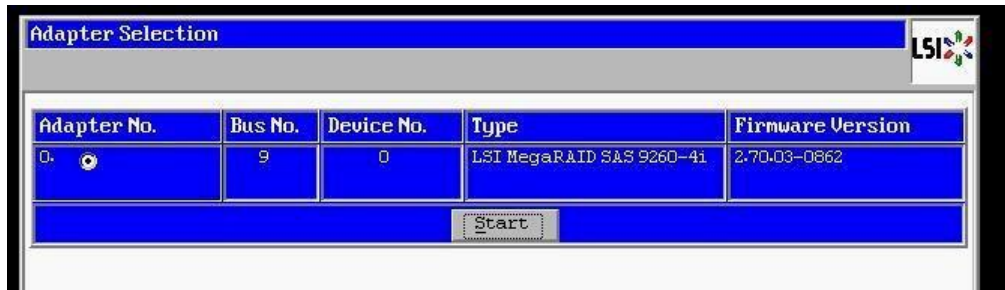 Adapter Selection
LSI
Adapter No. Bus No. Device No. Type Firmware Version
0. 9 0 LSI MegaRAID SAS 9260-4i 2.70.03-0862
Start